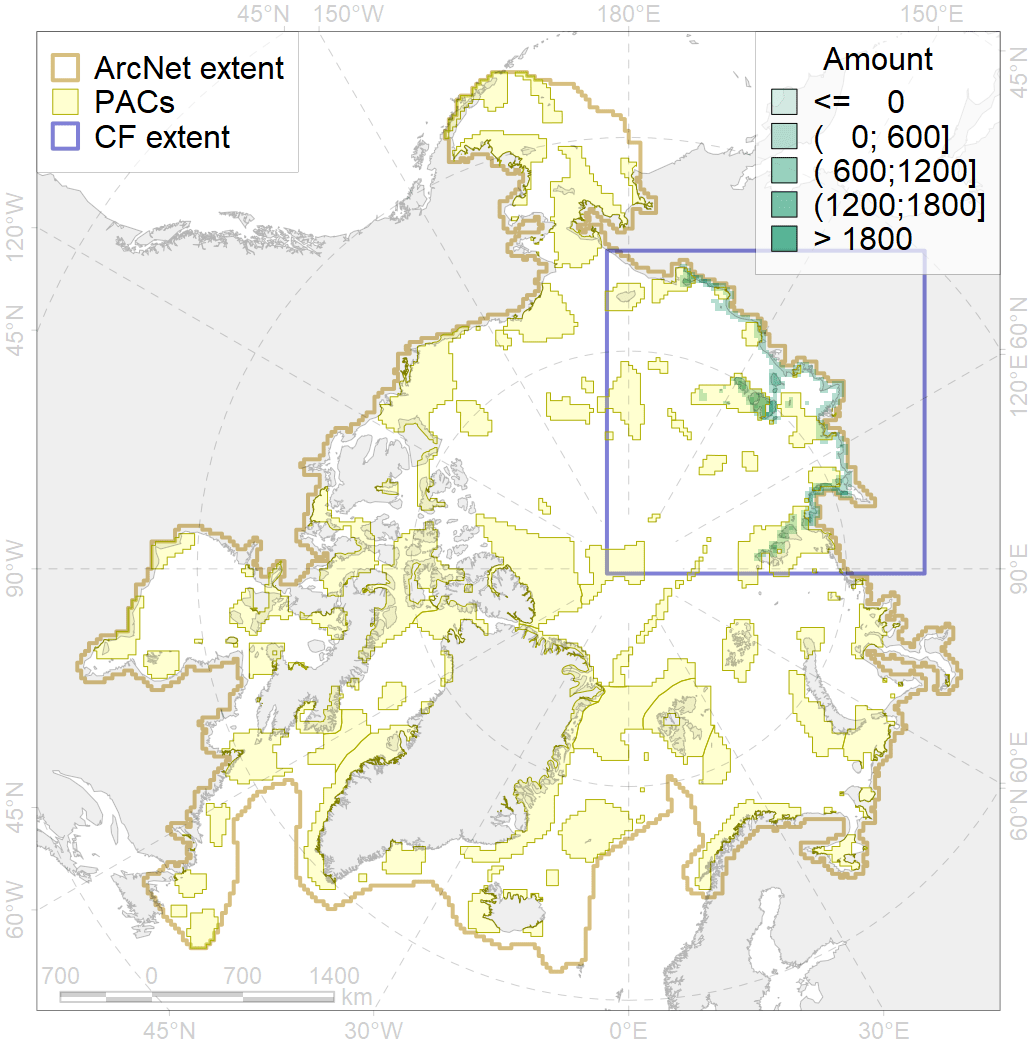 45°N 150°W 180°E 150°E
ArcNet extent
PACs
CF extent
Amount
<= 0
( 0; 600]
( 600;1200]
(1200;1800]
> 1800
45°N
120°W
45°N
90°W
45°N
60°W
60°N
120°E
90°E
60°E
60°N
700 0 700 1400
km
45°N 30°W 0°E 30°E